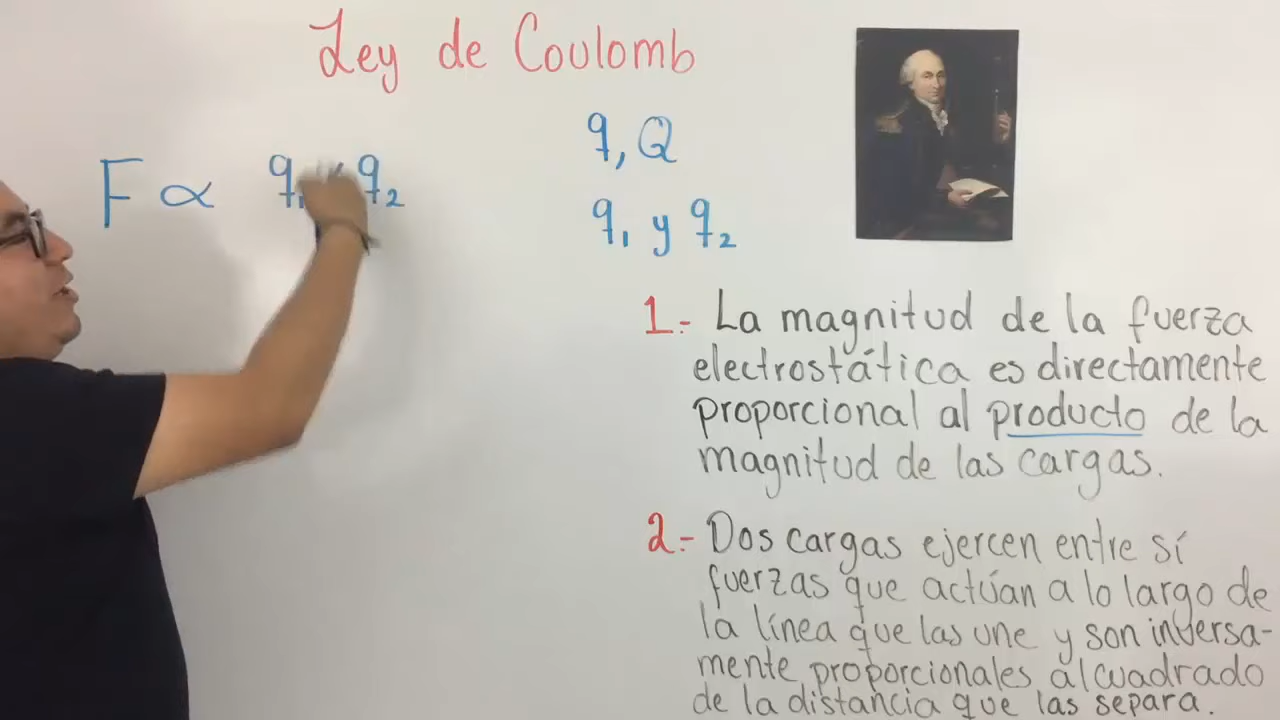 Ley de Coulomb
F ∝ q₁ q₂
q, Q
q₁ y q₂
1.- La magnitud de la fuerza
electrostática es directamente
proporcional al producto de la
magnitud de las cargas.
2.- Dos cargas ejercen entre sí
fuerzas que actúan a lo largo de
la línea que las une y son inversa-
mente proporcionales al cuadrado
de la distancia que las separa.